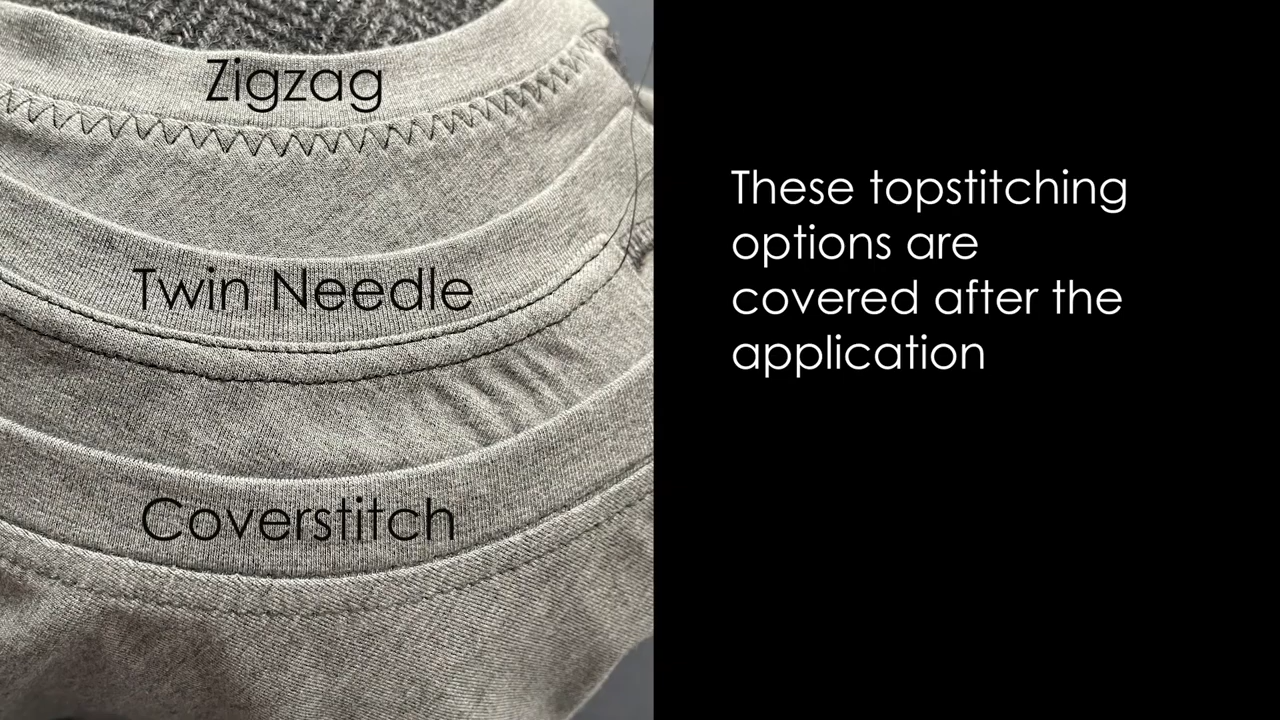 Zigzag
Twin Needle
Coverstitch
These topstitching
options are
covered after the
application